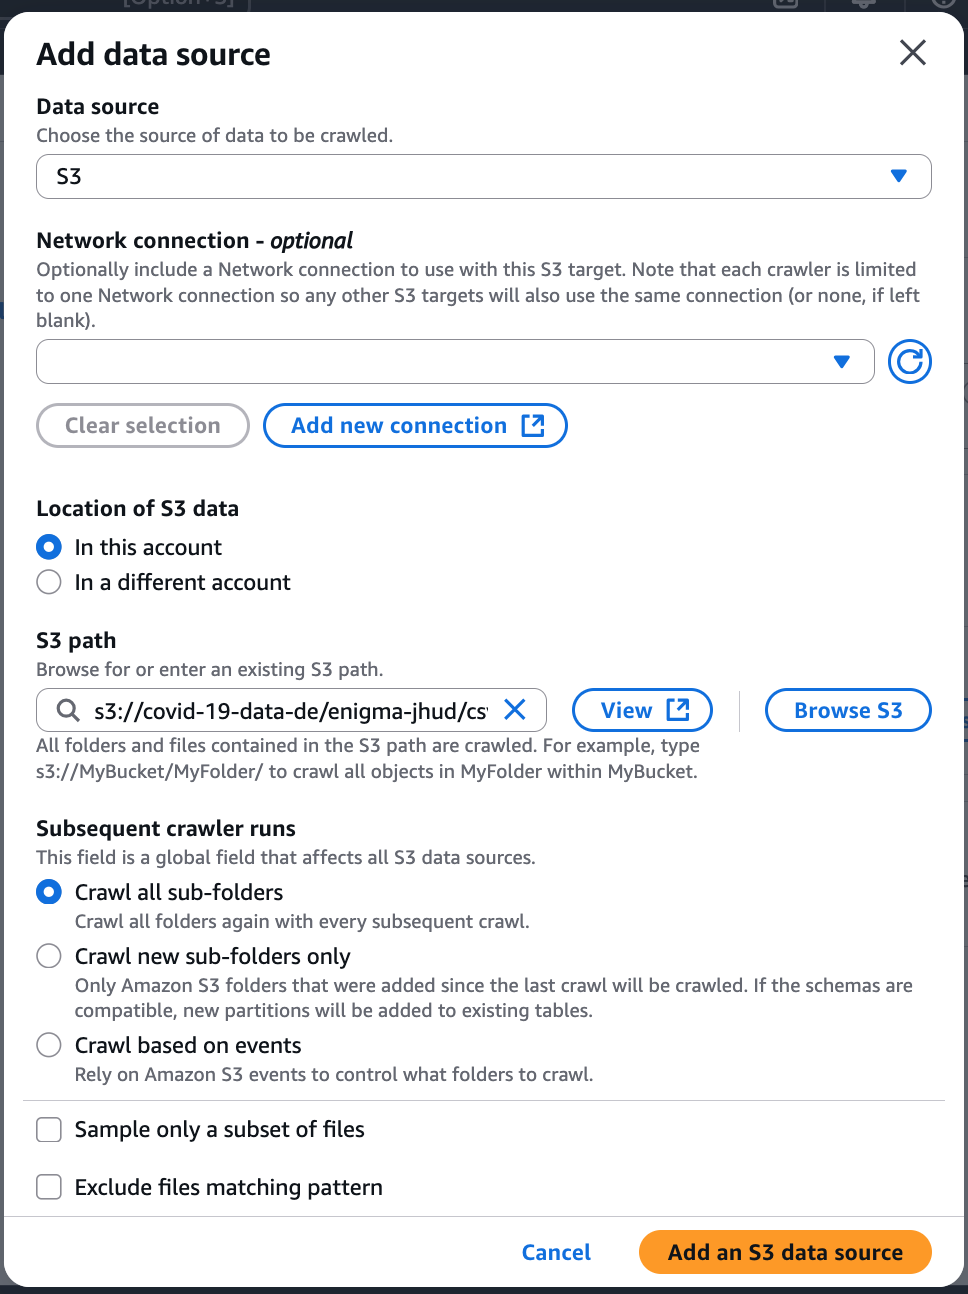 Add data source
Data source
Choose the source of data to be crawled.
S3
Network connection - optional
Optionally include a Network connection to use with this S3 target. Note that each crawler is limited
to one Network connection so any other S3 targets will also use the same connection (or none, if left
blank).
Clear selection
Add new connection
Location of S3 data
In this account
In a different account
S3 path
Browse for or enter an existing S3 path.
s3://covid-19-data-de/enigma-jhud/cs
View
Browse S3
All folders and files contained in the S3 path are crawled. For example, type
s3://MyBucket/MyFolder/ to crawl all objects in MyFolder within MyBucket.
Subsequent crawler runs
This field is a global field that affects all S3 data sources.
Crawl all sub-folders
Crawl all folders again with every subsequent crawl.
Crawl new sub-folders only
Only Amazon S3 folders that were added since the last crawl will be crawled. If the schemas are
compatible, new partitions will be added to existing tables.
Crawl based on events
Rely on Amazon S3 events to control what folders to crawl.
Sample only a subset of files
Exclude files matching pattern
Cancel
Add an S3 data source